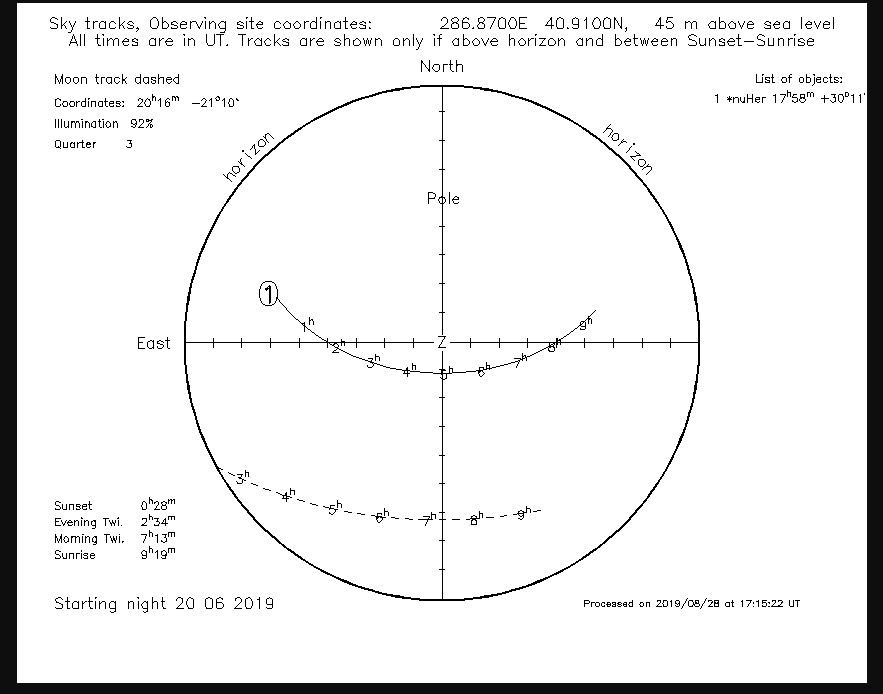 Sky tracks, Observing site coordinates: 286.8700E 40.9100N, 45 m above sea level
All times are in UT. Tracks are shown only if above horizon and between Sunset-Sunrise
North
Moon track dashed
List of objects:
Coordinates: 20ʰ16ᵐ -21°10'
1 *nuHer 17ʰ58ᵐ +30°11'
Illumination 92%
Quarter 3
horizon
horizon
Pole
1
1ʰ
2ʰ
3ʰ
4ʰ
5ʰ
6ʰ
7ʰ
8ʰ
9ʰ
East
Z
3ʰ
4ʰ
5ʰ
6ʰ
7ʰ
8ʰ
9ʰ
Sunset 0ʰ28ᵐ
Evening Twi. 2ʰ34ᵐ
Morning Twi. 7ʰ13ᵐ
Sunrise 9ʰ19ᵐ
Starting night 20 06 2019
Processed on 2019/08/28 at 17:15:22 UT